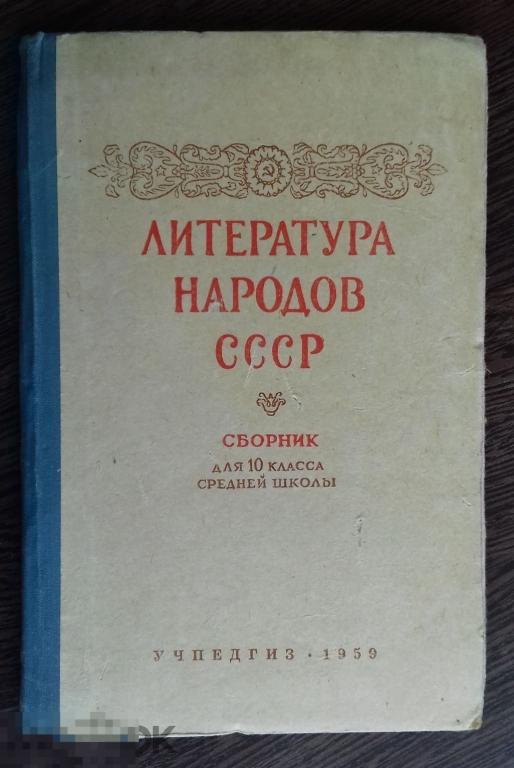 ЛИТЕРАТУРА
НАРОДОВ
СССР
СБОРНИК
ДЛЯ 10 КЛАССА
СРЕДНЕЙ ШКОЛЫ
УЧПЕДГИЗ • 1959